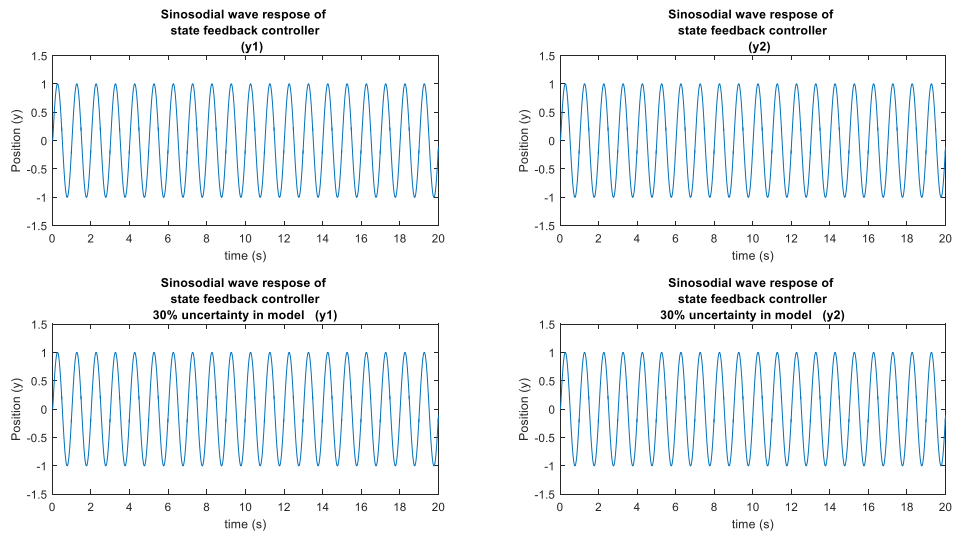 Sinosodial wave respose of
state feedback controller
(y1)
1.5
1
0.5
0
-0.5
-1
-1.5
Position (y)
0 2 4 6 8 10 12 14 16 18 20
time (s)
Sinosodial wave respose of
state feedback controller
(y2)
1.5
1
0.5
0
-0.5
-1
-1.5
Position (y)
0 2 4 6 8 10 12 14 16 18 20
time (s)
Sinosodial wave respose of
state feedback controller
30% uncertainty in model (y1)
1.5
1
0.5
0
-0.5
-1
-1.5
Position (y)
0 2 4 6 8 10 12 14 16 18 20
time (s)
Sinosodial wave respose of
state feedback controller
30% uncertainty in model (y2)
1.5
1
0.5
0
-0.5
-1
-1.5
Position (y)
0 2 4 6 8 10 12 14 16 18 20
time (s)